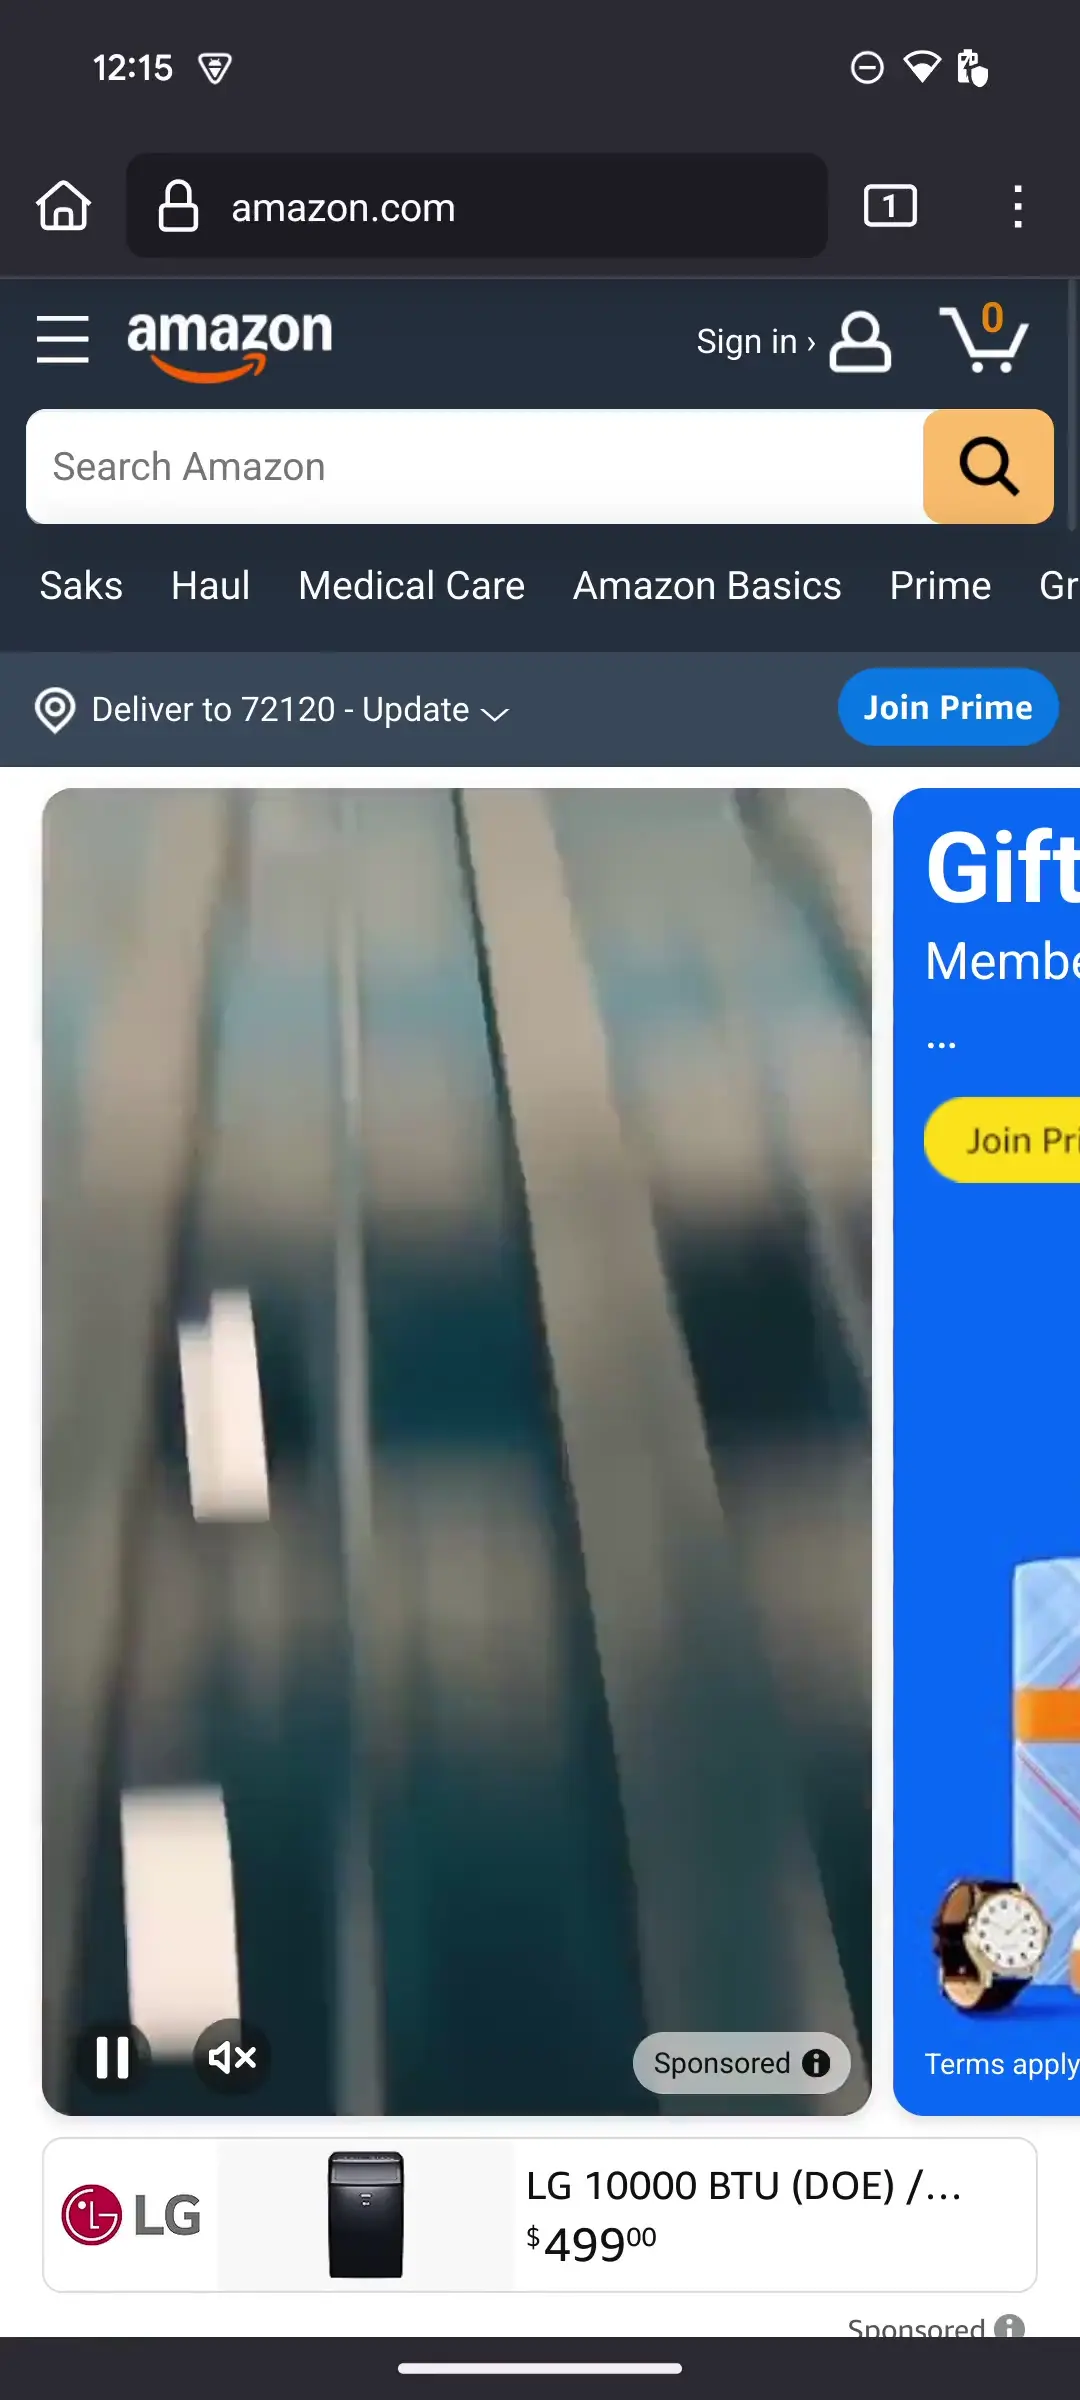 12:15
amazon.com
1
amazon
Sign in ›
0
Search Amazon
Saks Haul Medical Care Amazon Basics Prime Gr
Deliver to 72120 - Update
Join Prime
Gift
Membe
...
Join Pri
Terms apply
Sponsored
LG
LG 10000 BTU (DOE) /...
$49900
Sponsored